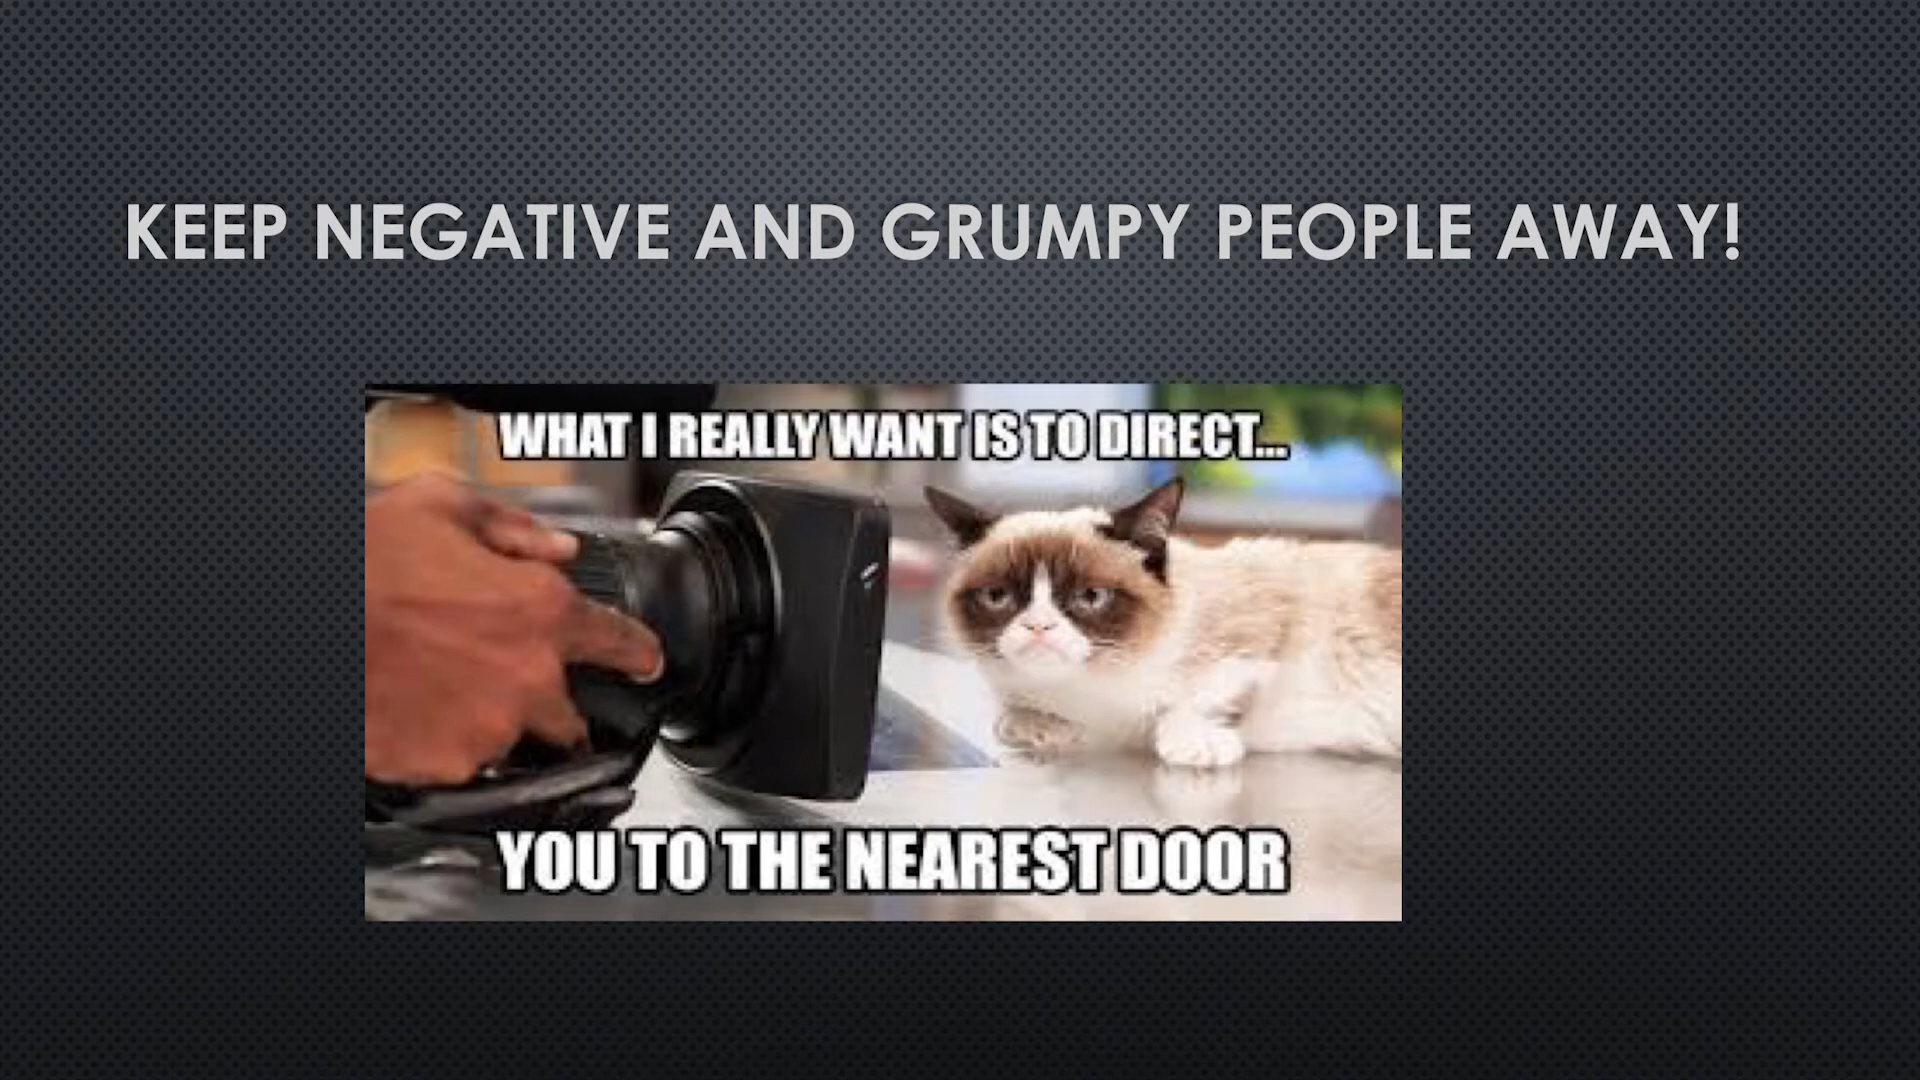 KEEP NEGATIVE AND GRUMPY PEOPLE AWAY!
WHAT I REALLY WANT IS TO DIRECT...
YOU TO THE NEAREST DOOR